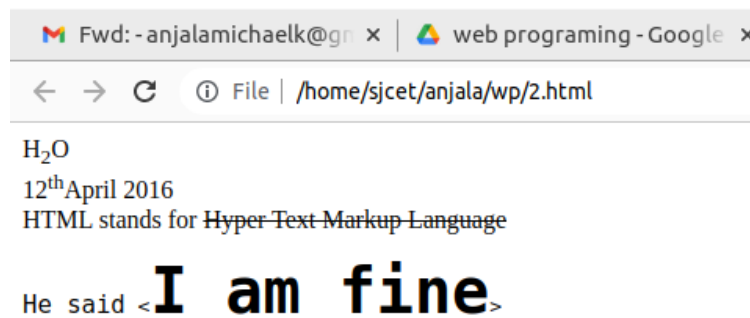 Fwd: - anjalamichaelk@gm × web programing - Google ×
File | /home/sjcet/anjala/wp/2.html
H₂O
12ᵗʰApril 2016
HTML stands for Hyper Text Markup Language
He said <I am fine>